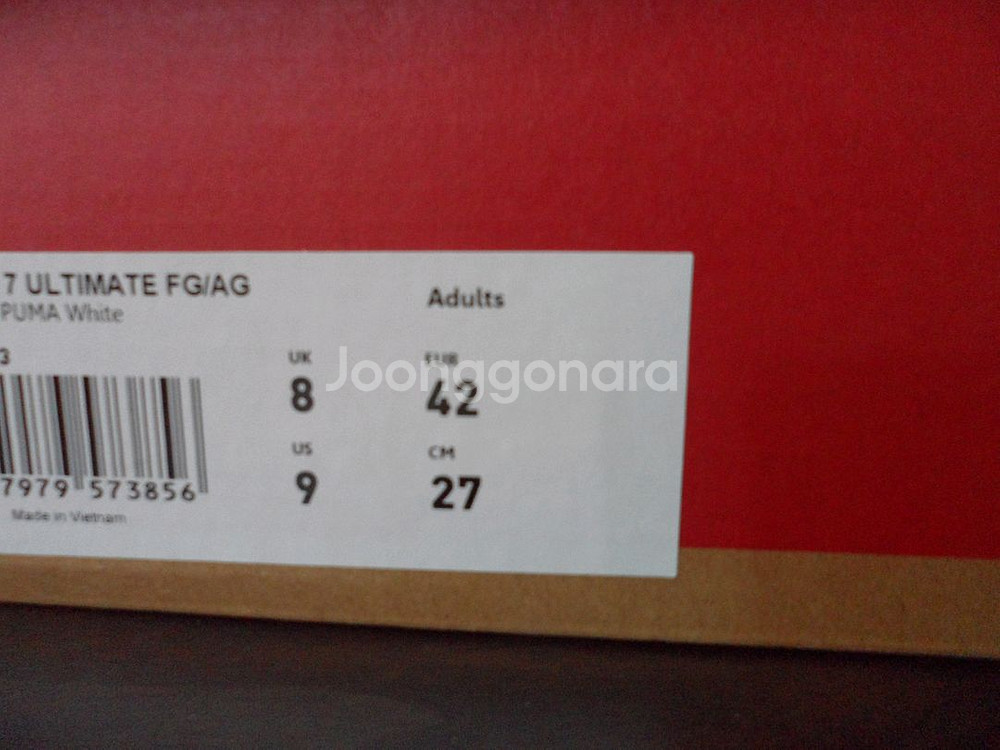 7 ULTIMATE FG/AG
PUMA White
Adults
3
UK
8
EUR
42
US
9
CM
27
7979 573856
Made in Vietnam
Joonggonara